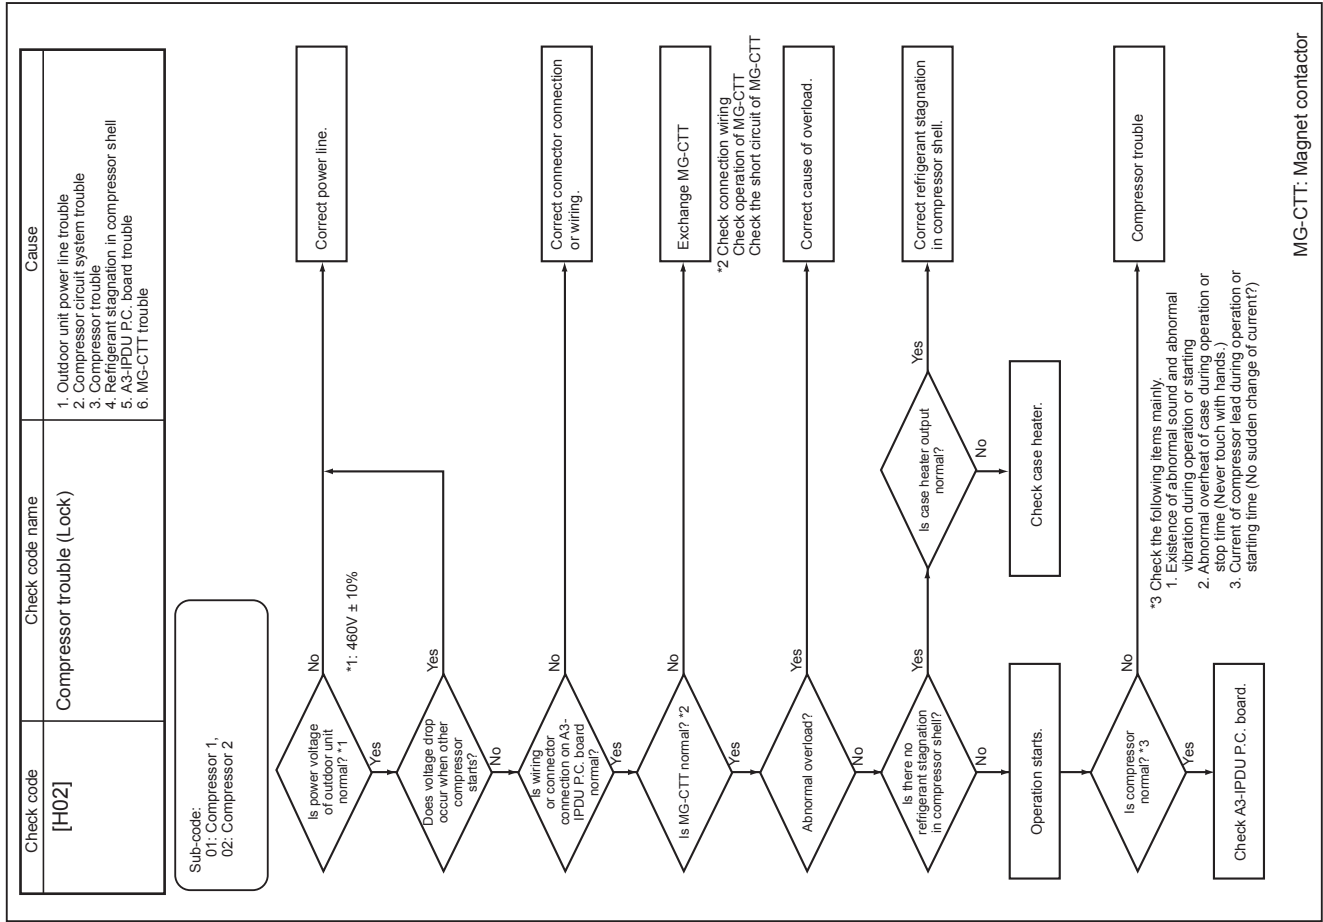 Check code
Check code name
Cause
[H02]
Compressor trouble (Lock)
1. Outdoor unit power line trouble
2. Compressor circuit system trouble
3. Compressor trouble
4. Refrigerant stagnation in compressor shell
5. A3-IPDU P.C. board trouble
6. MG-CTT trouble
Sub-code:
01: Compressor 1,
02: Compressor 2
Is power voltage
of outdoor unit
normal? *1
No
*1: 460V ± 10%
Correct power line.
Yes
Does voltage drop
occur when other
compressor
starts?
Yes
No
Is wiring
or connector
connection on A3-
IPDU P.C. board
normal?
No
Correct connector connection
or wiring.
Yes
Is MG-CTT normal? *2
No
Exchange MG-CTT
*2 Check connection wiring
Check operation of MG-CTT
Check the short circuit of MG-CTT
Yes
Abnormal overload?
Yes
Correct cause of overload.
No
Is there no
refrigerant stagnation
in compressor shell?
Yes
Is case heater output
normal?
Yes
Correct refrigerant stagnation
in compressor shell.
No
Check case heater.
No
Operation starts.
Is compressor
normal? *3
No
Compressor trouble
*3 Check the following items mainly.
1. Existence of abnormal sound and abnormal
vibration during operation or starting
2. Abnormal overheat of case during operation or
stop time (Never touch with hands.)
3. Current of compressor lead during operation or
starting time (No sudden change of current?)
Yes
Check A3-IPDU P.C. board.
MG-CTT: Magnet contactor